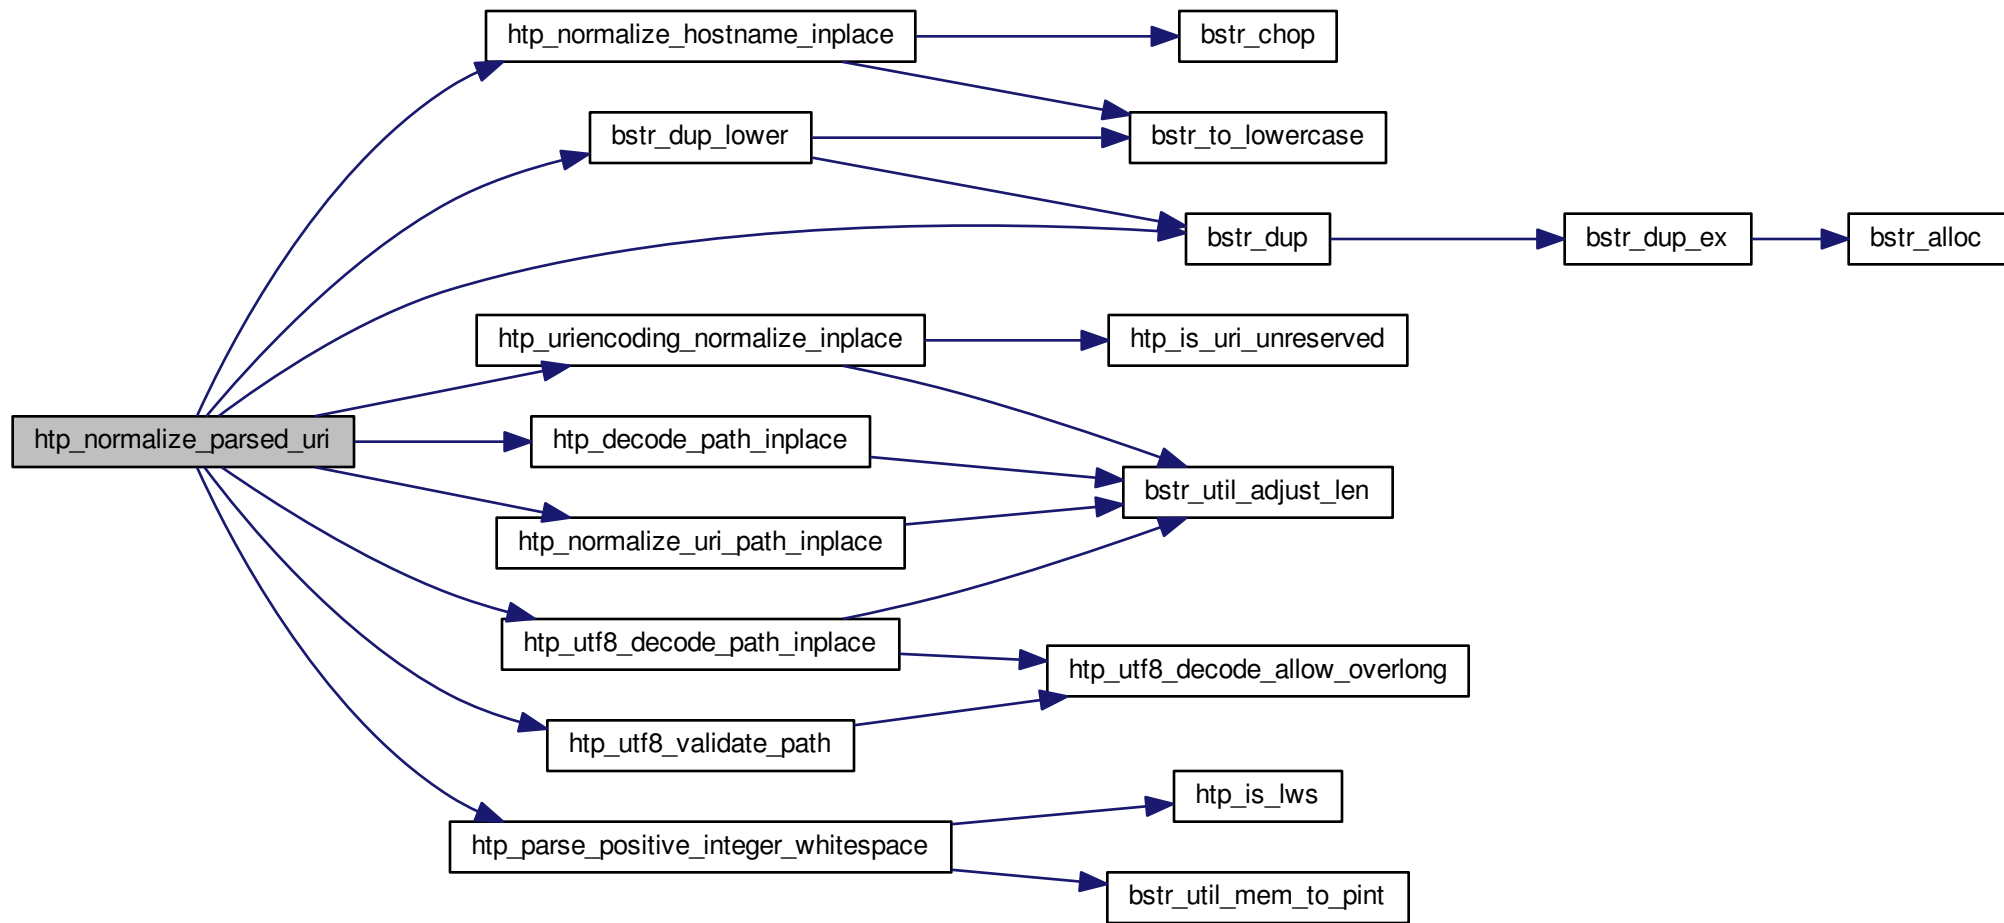 htp_normalize_hostname_inplace
bstr_chop
bstr_dup_lower
bstr_to_lowercase
bstr_dup
bstr_dup_ex
bstr_alloc
htp_uriencoding_normalize_inplace
htp_is_uri_unreserved
htp_normalize_parsed_uri
htp_decode_path_inplace
bstr_util_adjust_len
htp_normalize_uri_path_inplace
htp_utf8_decode_path_inplace
htp_utf8_decode_allow_overlong
htp_utf8_validate_path
htp_is_lws
htp_parse_positive_integer_whitespace
bstr_util_mem_to_pint